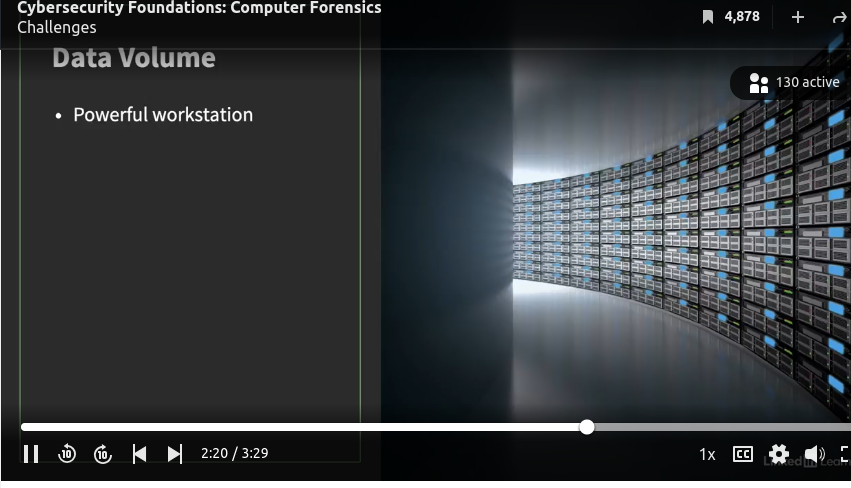 Cybersecurity Foundations: Computer Forensics
Challenges
4,878
Data Volume
130 active
• Powerful workstation
10
10
2:20 / 3:29
1x
CC
Linked in Learn